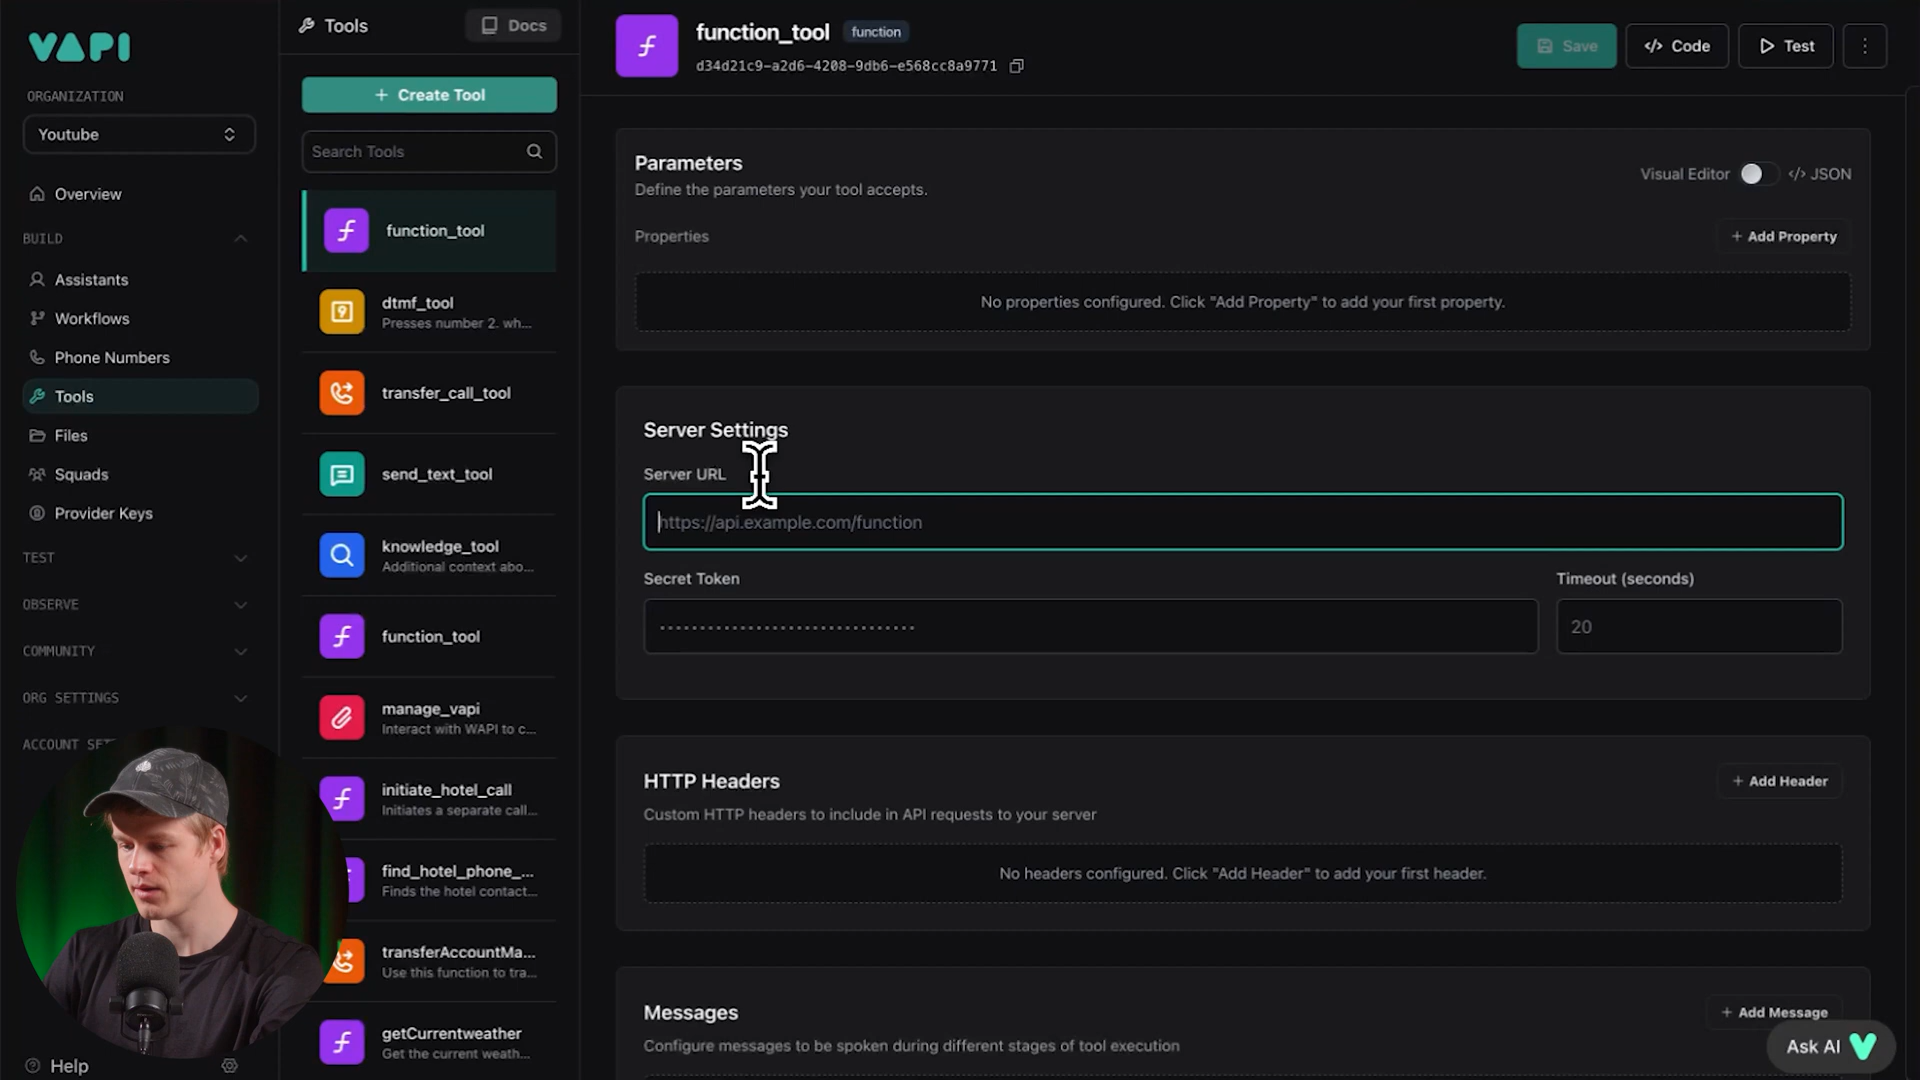 VAPI
ORGANIZATION
Youtube
Overview
BUILD
Assistants
Workflows
Phone Numbers
Tools
Files
Squads
Provider Keys
TEST
OBSERVE
COMMUNITY
ORG SETTINGS
ACCOUNT SET
Help
Tools
Docs
+ Create Tool
Search Tools
function_tool
dtmf_tool
Presses number 2. wh...
transfer_call_tool
send_text_tool
knowledge_tool
Additional context abo...
function_tool
manage_vapi
Interact with WAPI to c...
initiate_hotel_call
Initiates a separate call...
find_hotel_phone_...
Finds the hotel contact...
transferAccountMa...
Use this function to tra...
getCurrentweather
Get the current weath...
function_tool
function
d34d21c9-a2d6-4208-9db6-e568cc8a9771
Save
</> Code
Test
Parameters
Define the parameters your tool accepts.
Visual Editor
</> JSON
Properties
+ Add Property
No properties configured. Click "Add Property" to add your first property.
Server Settings
Server URL
https://api.example.com/function
Secret Token
Timeout (seconds)
20
HTTP Headers
+ Add Header
Custom HTTP headers to include in API requests to your server
No headers configured. Click "Add Header" to add your first header.
Messages
+ Add Message
Configure messages to be spoken during different stages of tool execution
Ask AI